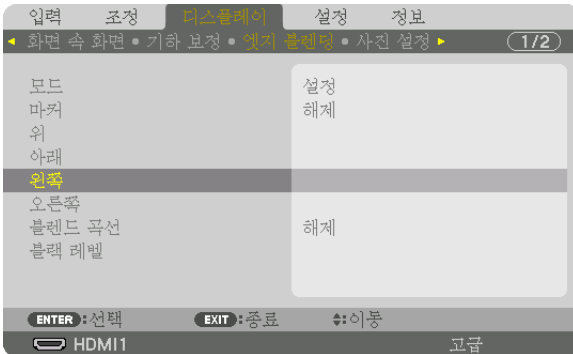 입력 조정 디스플레이 설정 정보
화면 속 화면 • 기하 보정 • 엣지 블렌딩 • 사진 설정 1/2
모드 설정
마커 해제
위
아래
왼쪽
오른쪽
블렌드 곡선 해제
블랙 레벨
ENTER :선택 EXIT :종료 :이동
HDMI1 고급